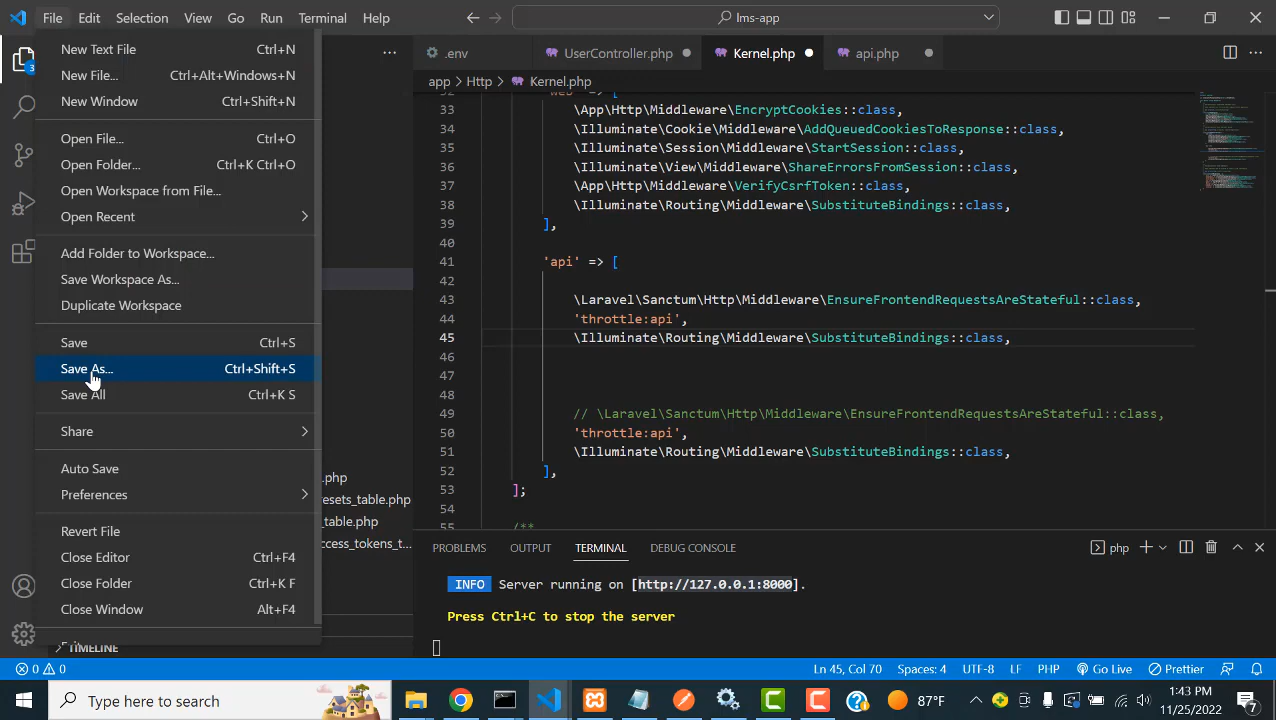 File Edit Selection View Go Run Terminal Help lms-app
New Text File Ctrl+N
New File... Ctrl+Alt+Windows+N
New Window Ctrl+Shift+N
Open File... Ctrl+O
Open Folder... Ctrl+K Ctrl+O
Open Workspace from File...
Open Recent
Add Folder to Workspace...
Save Workspace As...
Duplicate Workspace
Save Ctrl+S
Save As... Ctrl+Shift+S
Save All Ctrl+K S
Share
Auto Save
Preferences
Revert File
Close Editor Ctrl+F4
Close Folder Ctrl+K F
Close Window Alt+F4
TIMELINE
3
.php
esets_table.php
_table.php
ccess_tokens_t...
.env UserController.php Kernel.php api.php
app > Http > Kernel.php
32 'web' => [
33 \App\Http\Middleware\EncryptCookies::class,
34 \Illuminate\Cookie\Middleware\AddQueuedCookiesToResponse::class,
35 \Illuminate\Session\Middleware\StartSession::class,
36 \Illuminate\View\Middleware\ShareErrorsFromSession::class,
37 \App\Http\Middleware\VerifyCsrfToken::class,
38 \Illuminate\Routing\Middleware\SubstituteBindings::class,
39 ],
40
41 'api' => [
42
43 \Laravel\Sanctum\Http\Middleware\EnsureFrontendRequestsAreStateful::class,
44 'throttle:api',
45 \Illuminate\Routing\Middleware\SubstituteBindings::class,
46
47
48
49 // \Laravel\Sanctum\Http\Middleware\EnsureFrontendRequestsAreStateful::class,
50 'throttle:api',
51 \Illuminate\Routing\Middleware\SubstituteBindings::class,
52 ],
53 ];
54
55 /**
PROBLEMS OUTPUT TERMINAL DEBUG CONSOLE php
INFO Server running on [http://127.0.0.1:8000].
Press Ctrl+C to stop the server
0 0 Ln 45, Col 70 Spaces: 4 UTF-8 LF PHP Go Live Prettier
Type here to search 87°F 1:43 PM
11/25/2022 7